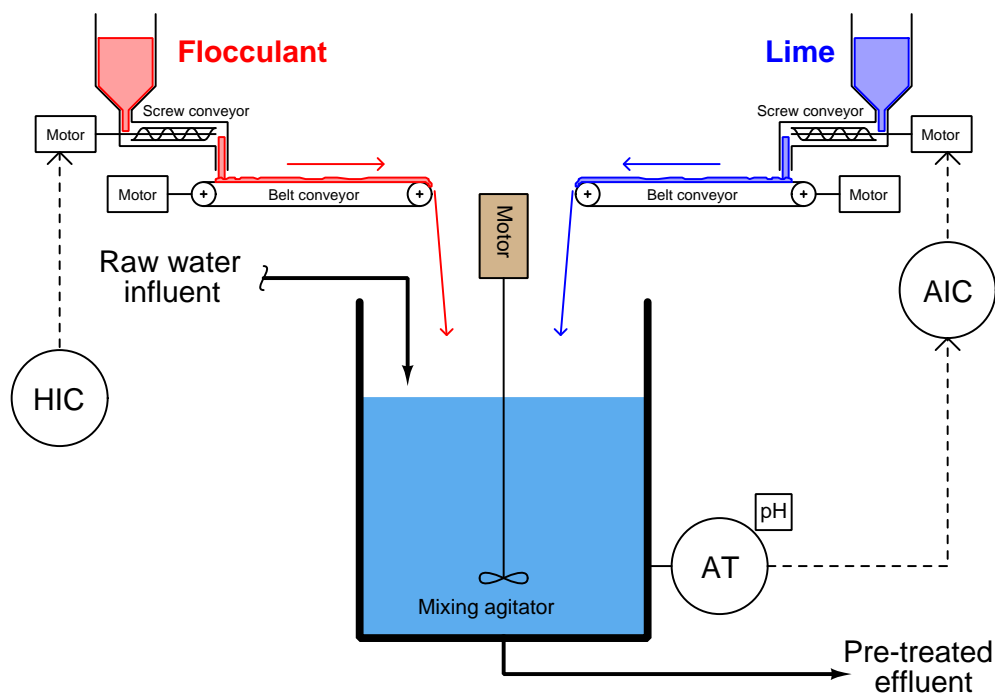 Flocculant
Lime
Screw conveyor
Screw conveyor
Motor
Motor
Motor
Belt conveyor
Belt conveyor
Motor
Motor
Raw water
influent
AIC
HIC
pH
AT
Mixing agitator
Pre-treated
effluent